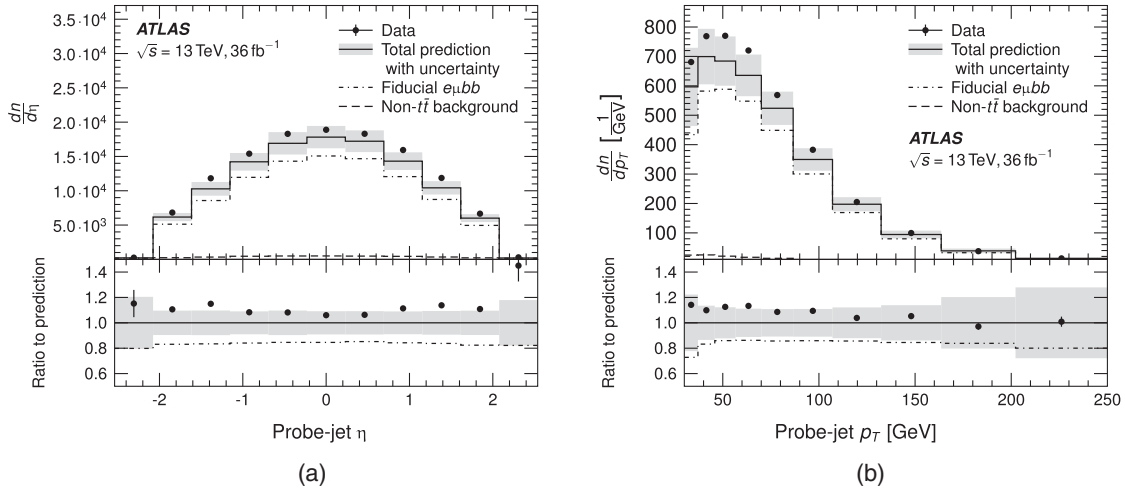 3.5·10⁴
3.0·10⁴
2.5·10⁴
2.0·10⁴
1.5·10⁴
1.0·10⁴
5.0·10³
dn/dη
ATLAS
√s = 13 TeV, 36 fb⁻¹
Data
Total prediction
with uncertainty
Fiducial eμbb
Non-tt̄ background
1.4
1.2
1.0
0.8
0.6
Ratio to prediction
-2 -1 0 1 2
Probe-jet η
(a)
800
700
600
500
400
300
200
100
dn/dp_T [1/GeV]
Data
Total prediction
with uncertainty
Fiducial eμbb
Non-tt̄ background
ATLAS
√s = 13 TeV, 36 fb⁻¹
1.4
1.2
1.0
0.8
0.6
Ratio to prediction
50 100 150 200 250
Probe-jet p_T [GeV]
(b)